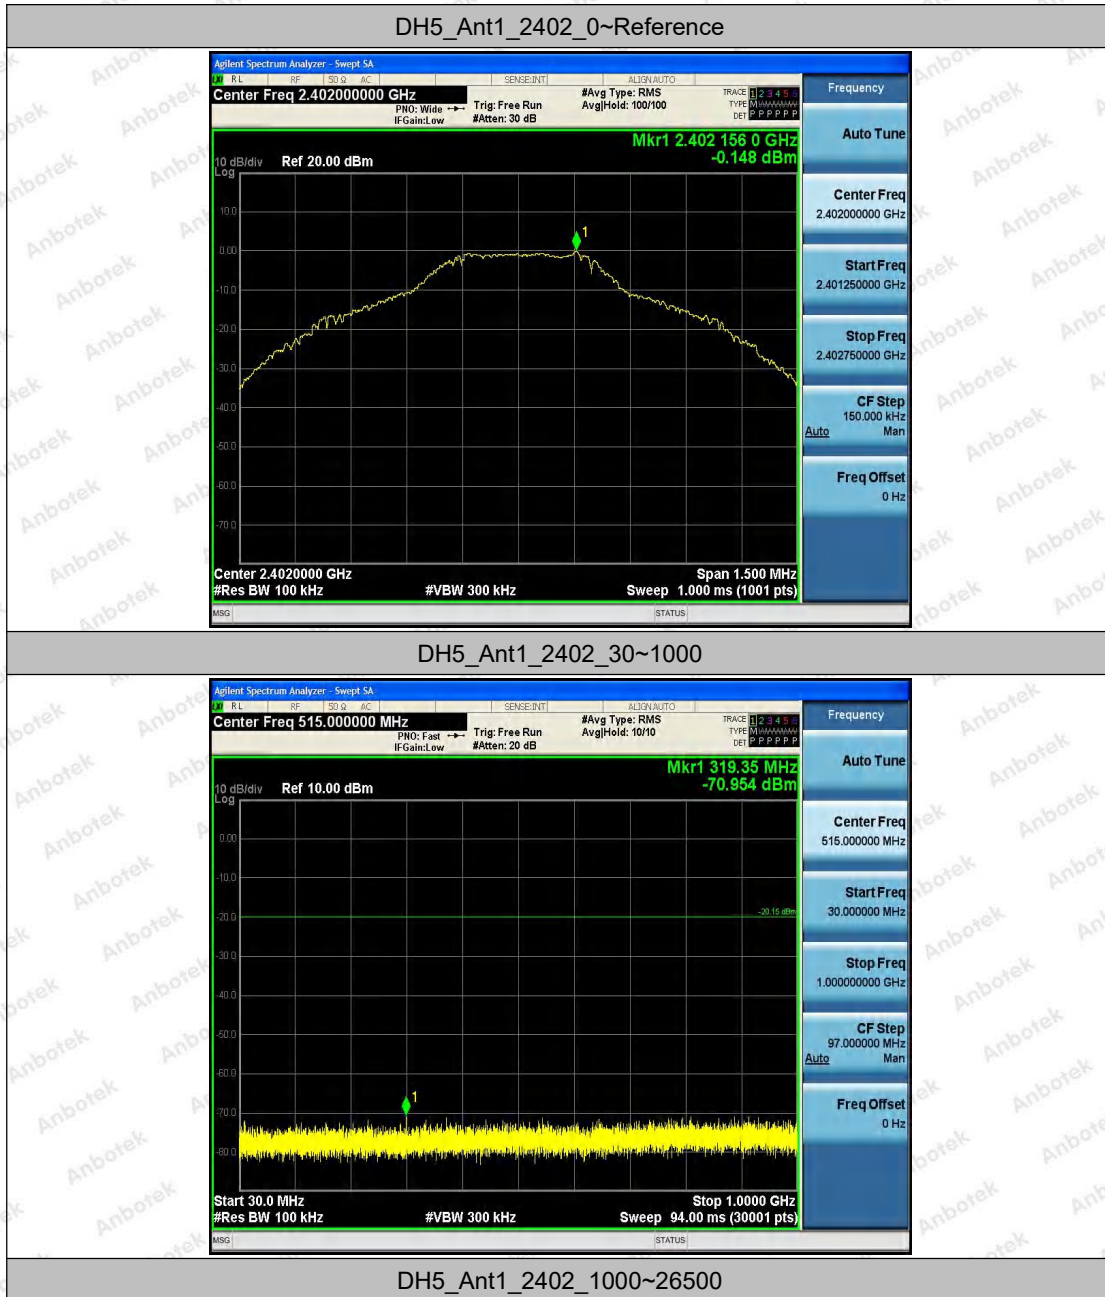 DH5_Ant1_2402_0~Reference
Agilent Spectrum Analyzer - Swept SA
LXI RL RF 50 Ω AC SENSE:INT ALIGNAUTO
Center Freq 2.402000000 GHz
PNO: Wide
IFGain:Low
Trig: Free Run
#Atten: 30 dB
#Avg Type: RMS
Avg|Hold: 100/100
TRACE 1 2 3 4 5 6
TYPE M
DET P P P P P P
Mkr1 2.402 156 0 GHz
-0.148 dBm
10 dB/div Ref 20.00 dBm
Log
10.0
0.00
-10.0
-20.0
-30.0
-40.0
-50.0
-60.0
-70.0
1
Center 2.4020000 GHz Span 1.500 MHz
#Res BW 100 kHz #VBW 300 kHz Sweep 1.000 ms (1001 pts)
MSG STATUS
Frequency
Auto Tune
Center Freq
2.402000000 GHz
Start Freq
2.401250000 GHz
Stop Freq
2.402750000 GHz
CF Step
150.000 kHz
Auto Man
Freq Offset
0 Hz
DH5_Ant1_2402_30~1000
Agilent Spectrum Analyzer - Swept SA
LXI RL RF 50 Ω AC SENSE:INT ALIGNAUTO
Center Freq 515.000000 MHz
PNO: Fast
IFGain:Low
Trig: Free Run
#Atten: 20 dB
#Avg Type: RMS
Avg|Hold: 10/10
TRACE 1 2 3 4 5 6
TYPE M
DET P P P P P P
Mkr1 319.35 MHz
-70.954 dBm
10 dB/div Ref 10.00 dBm
Log
0.00
-10.0
-20.0
-20.15 dBm
-30.0
-40.0
-50.0
-60.0
-70.0
-80.0
1
Start 30.0 MHz Stop 1.0000 GHz
#Res BW 100 kHz #VBW 300 kHz Sweep 94.00 ms (30001 pts)
MSG STATUS
Frequency
Auto Tune
Center Freq
515.000000 MHz
Start Freq
30.000000 MHz
Stop Freq
1.000000000 GHz
CF Step
97.000000 MHz
Auto Man
Freq Offset
0 Hz
DH5_Ant1_2402_1000~26500